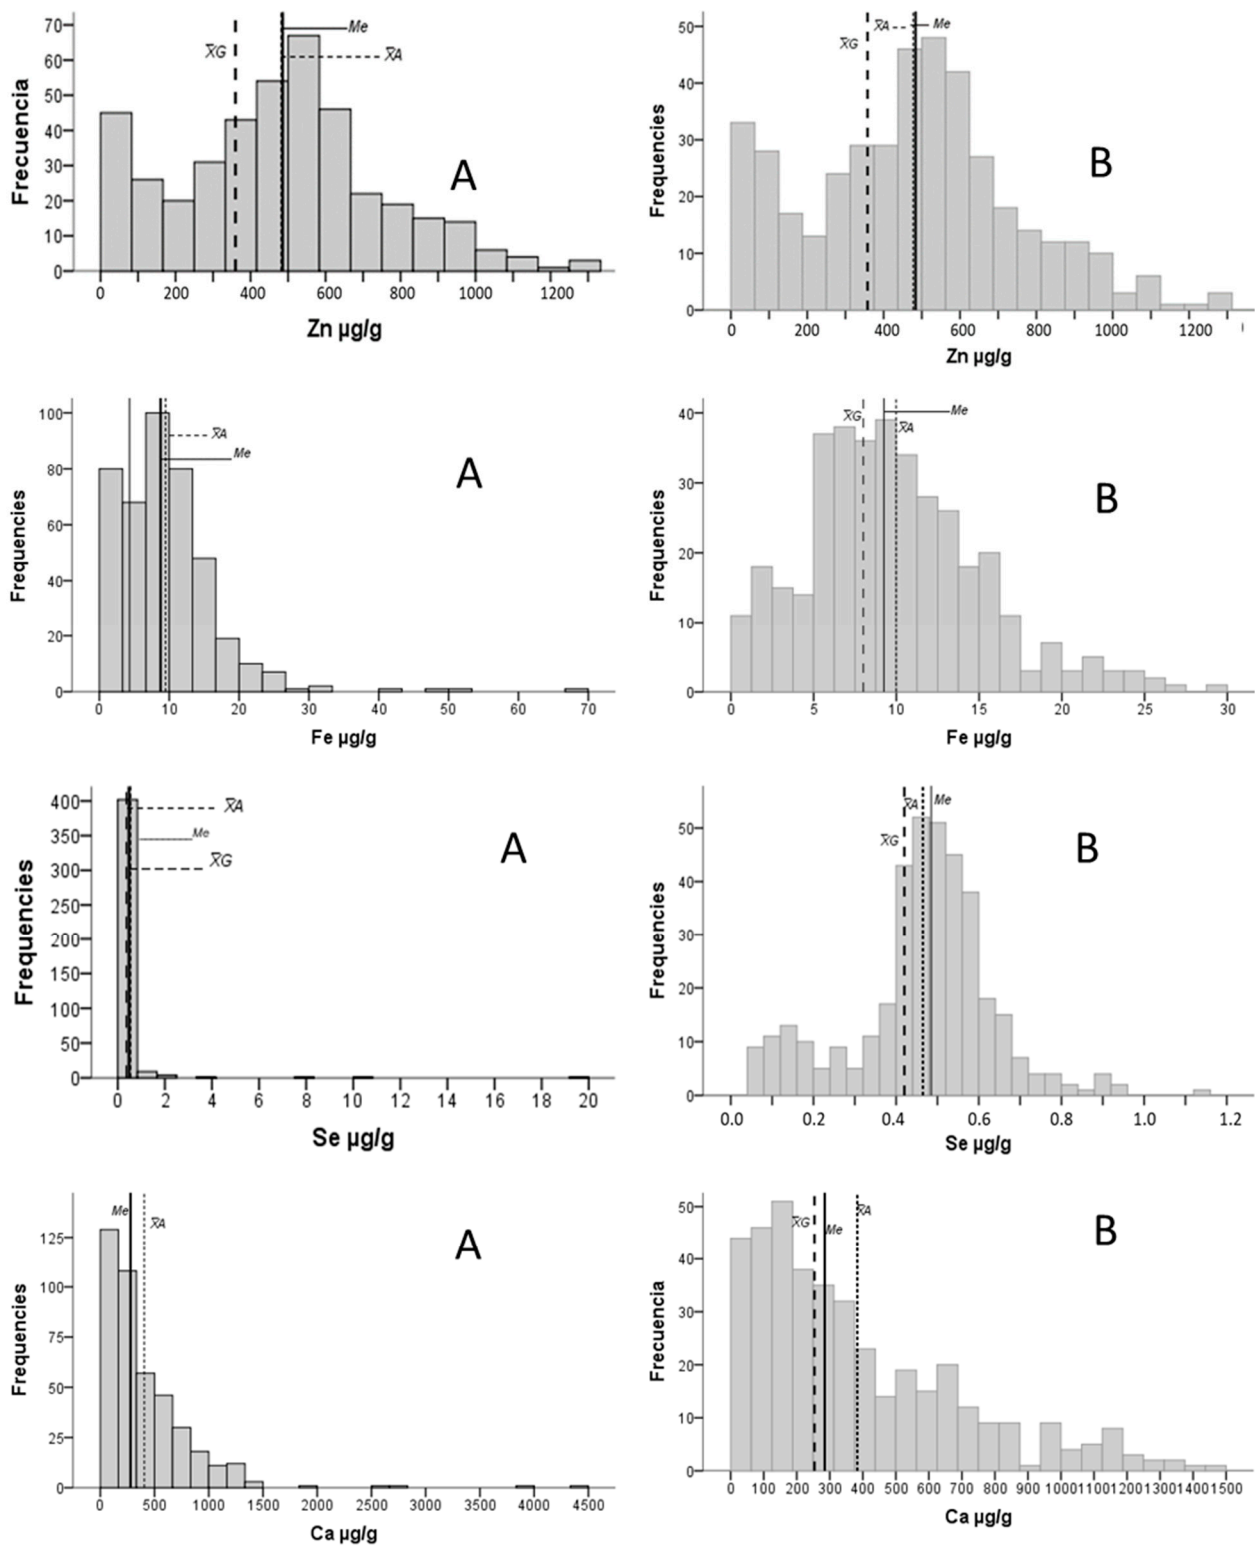 70
60
50
40
30
20
10
0
Frecuencia
X̅G
Me
X̅A
A
0 200 400 600 800 1000 1200
Zn µg/g
50
40
30
20
10
0
Frequencies
X̅G
X̅A
Me
B
0 200 400 600 800 1000 1200
Zn µg/g
100
80
60
40
20
0
Frequencies
X̅A
Me
A
0 10 20 30 40 50 60 70
Fe µg/g
40
30
20
10
0
Frequencies
X̅G
Me
X̅A
B
0 5 10 15 20 25 30
Fe µg/g
400
350
300
250
200
150
100
50
0
Frequencies
X̅A
Me
X̅G
A
0 2 4 6 8 10 12 14 16 18 20
Se µg/g
50
40
30
20
10
0
Frequencies
X̅A
Me
X̅G
B
0.0 0.2 0.4 0.6 0.8 1.0 1.2
Se µg/g
125
100
75
50
25
0
Frequencies
Me
X̅A
A
0 500 1000 1500 2000 2500 3000 3500 4000 4500
Ca µg/g
50
40
30
20
10
0
Frecuencia
X̅G
Me
X̅A
B
0 100 200 300 400 500 600 700 800 900 10001100120013001400 1500
Ca µg/g